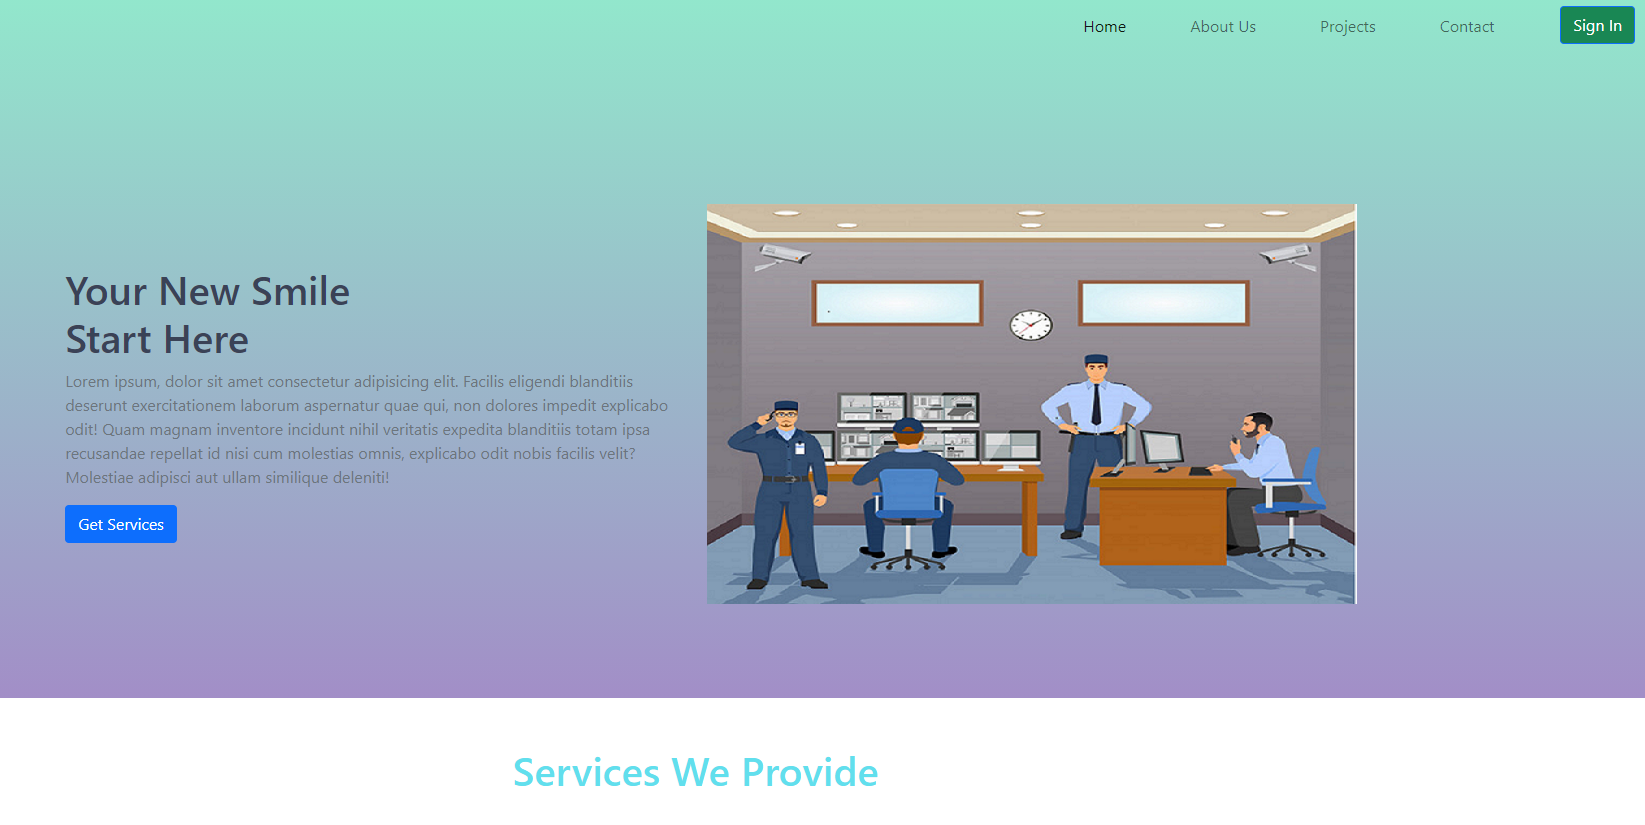 Home About Us Projects Contact Sign In
Your New Smile
Start Here
Lorem ipsum, dolor sit amet consectetur adipisicing elit. Facilis eligendi blanditiis
deserunt exercitationem laborum aspernatur quae qui, non dolores impedit explicabo
odit! Quam magnam inventore incidunt nihil veritatis expedita blanditiis totam ipsa
recusandae repellat id nisi cum molestias omnis, explicabo odit nobis facilis velit?
Molestiae adipisci aut ullam similique deleniti!
Get Services
Services We Provide